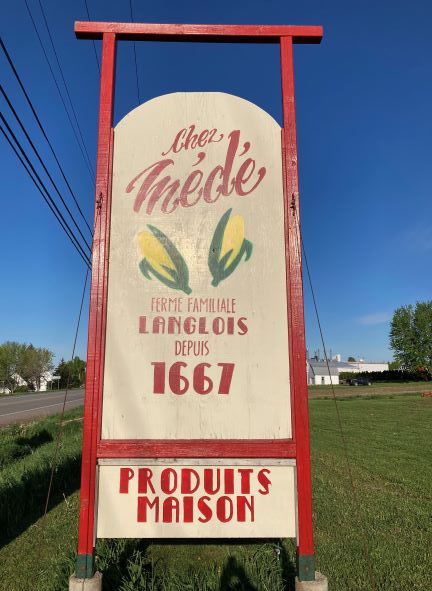 chez
Médé
FERME FAMILIALE
LANGLOIS
DEPUIS
1667
PRODUITS
MAISON